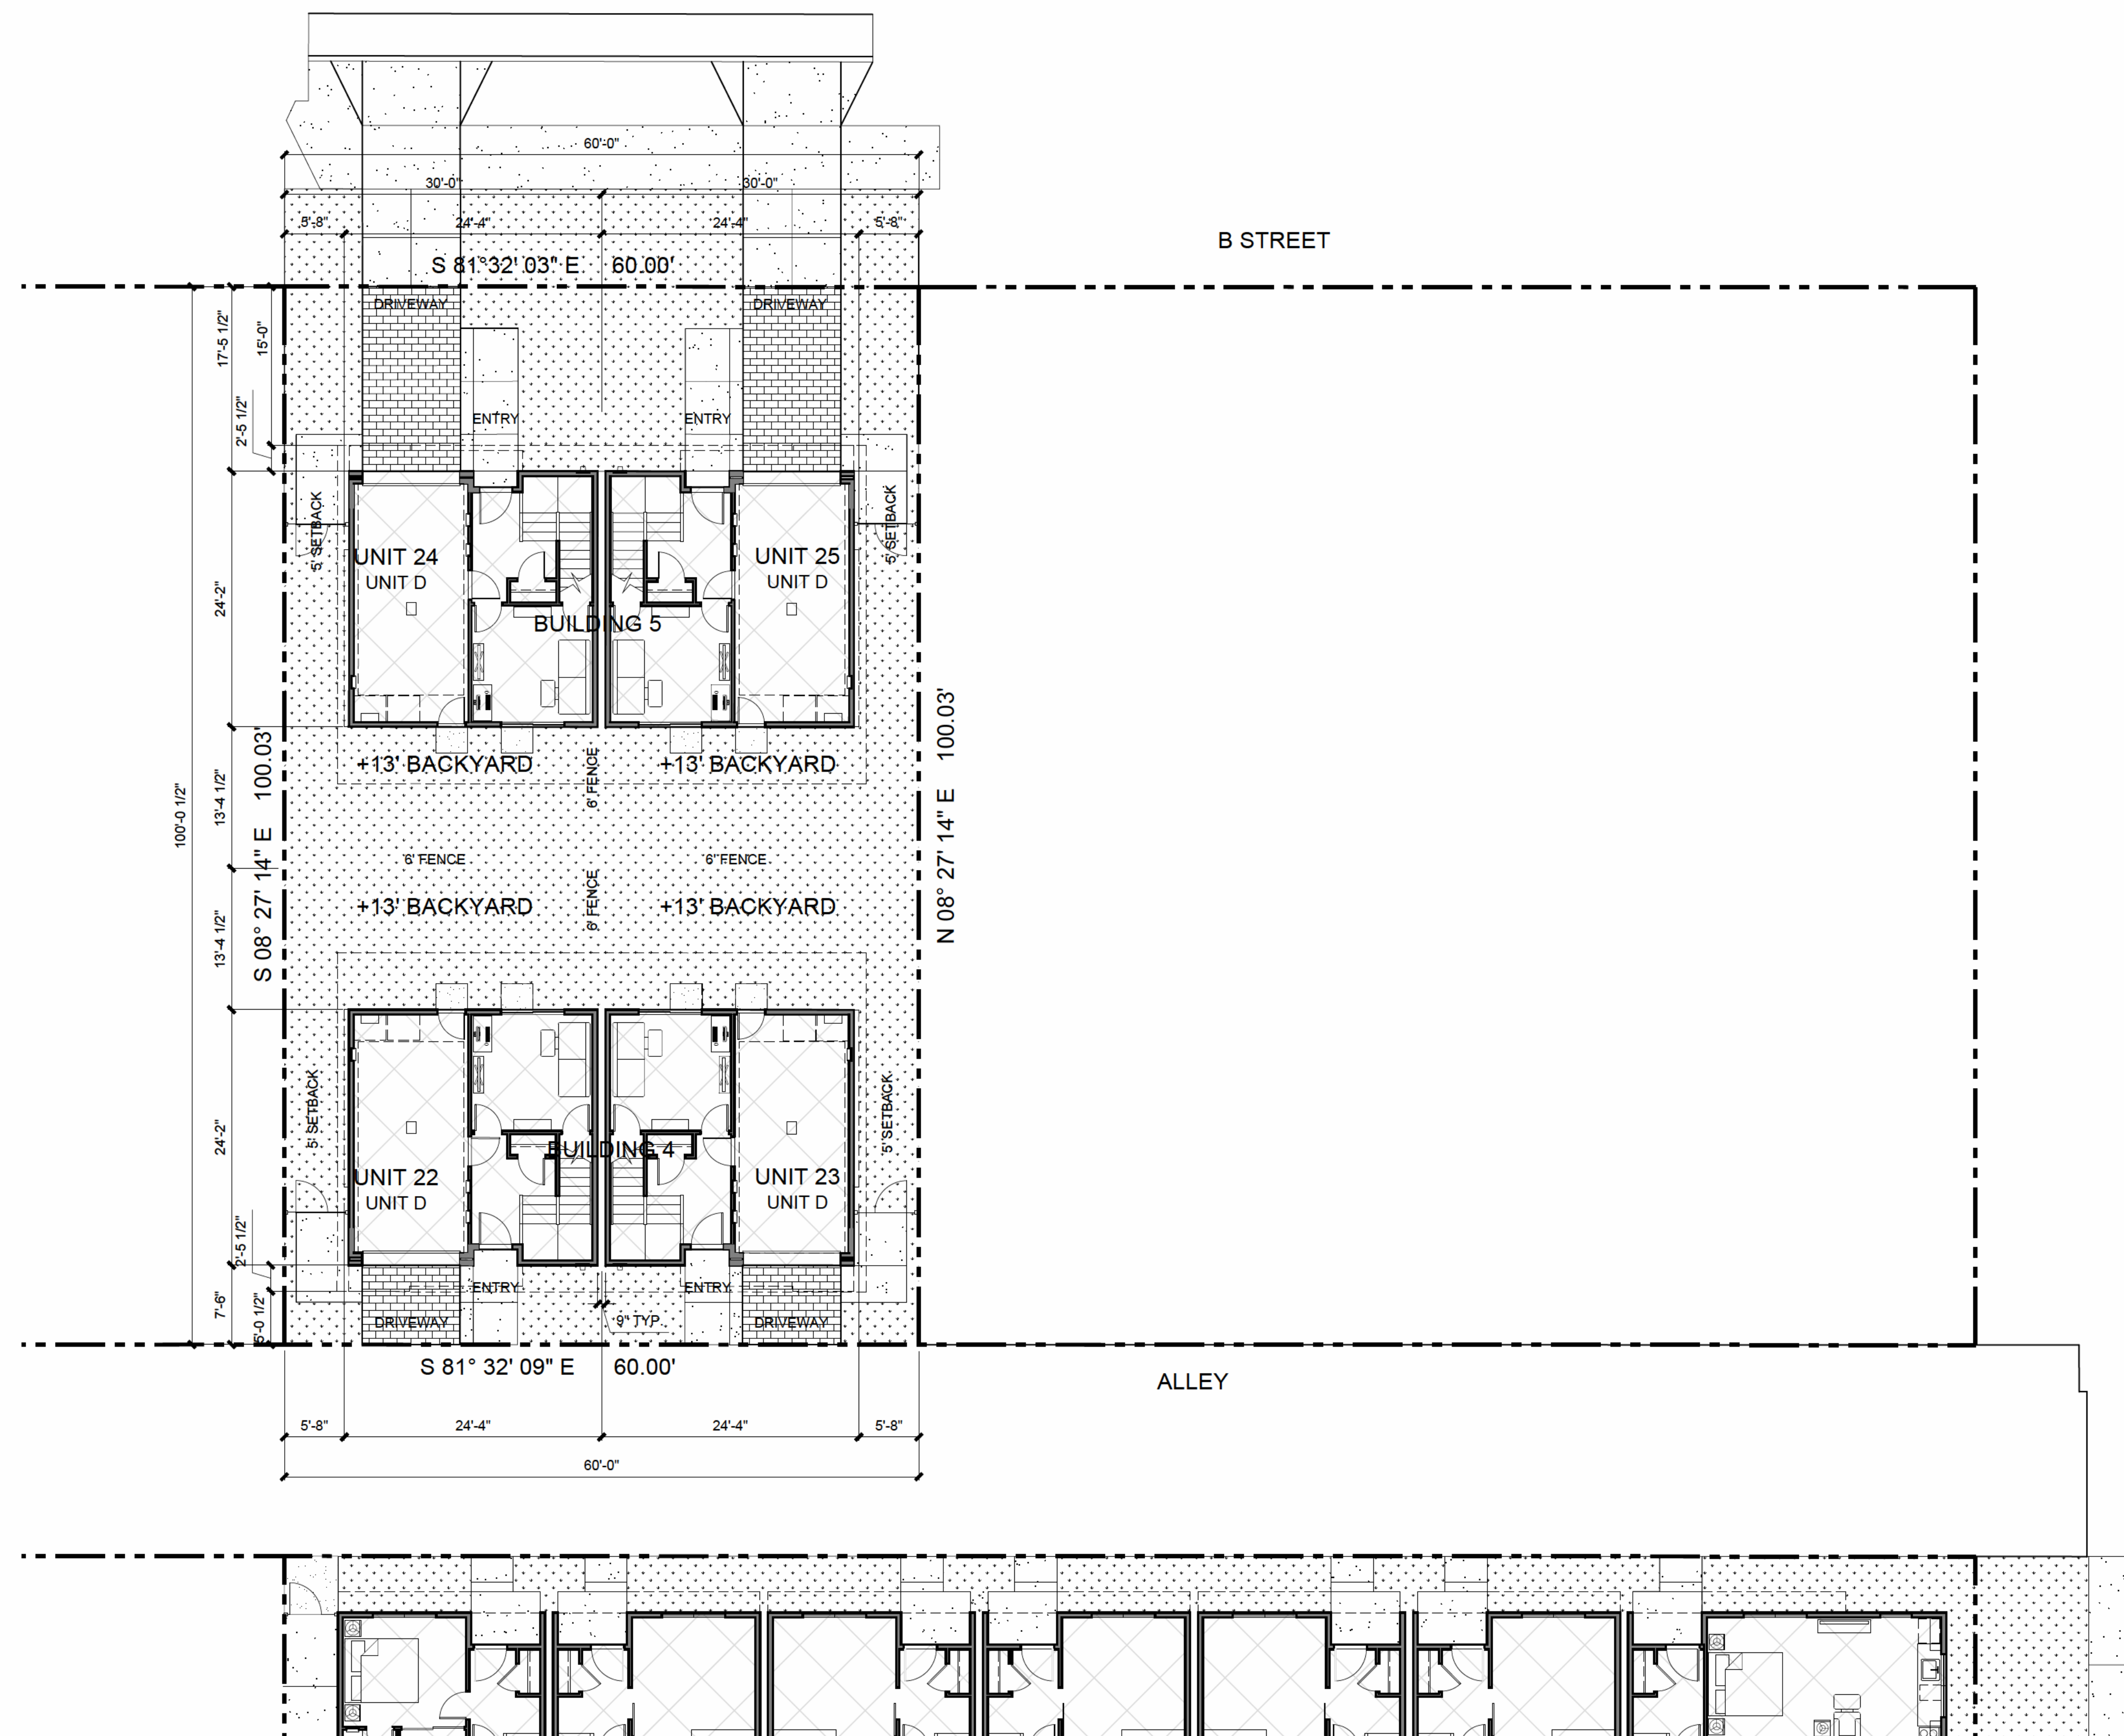 60'-0"
30'-0"
30'-0"
5'-8"
24'-4"
24'-4"
5'-8"
B STREET
S 81°32' 03" E 60.00'
DRIVEWAY
DRIVEWAY
17'-5 1/2"
15'-0"
2'-5 1/2"
ENTRY
ENTRY
5' SETBACK
5' SETBACK
UNIT 24
UNIT D
UNIT 25
UNIT D
24'-2"
BUILDING 5
S 08° 27' 14" E 100.03'
N 08° 27' 14" E 100.03'
+13' BACKYARD
6' FENCE
+13' BACKYARD
13'-4 1/2"
100'-0 1/2"
6' FENCE
6' FENCE
+13' BACKYARD
6' FENCE
+13' BACKYARD
13'-4 1/2"
5' SETBACK
5' SETBACK
24'-2"
BUILDING 4
UNIT 22
UNIT D
UNIT 23
UNIT D
2'-5 1/2"
ENTRY
ENTRY
7'-6"
5'-0 1/2"
DRIVEWAY
9" TYP.
DRIVEWAY
S 81° 32' 09" E 60.00'
ALLEY
5'-8"
24'-4"
24'-4"
5'-8"
60'-0"